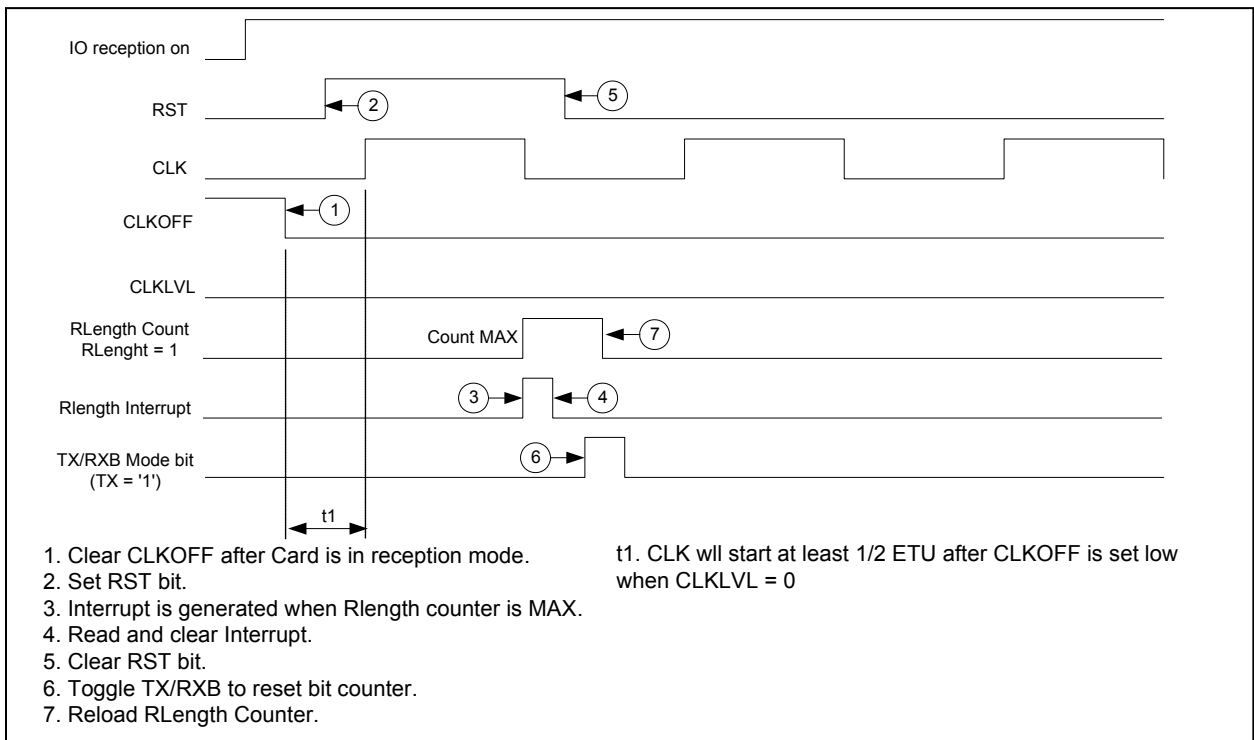 IO reception on
RST
2
5
CLK
CLKOFF
1
CLKLVL
RLength Count
RLenght = 1
Count MAX
7
Rlength Interrupt
3
4
TX/RXB Mode bit
(TX = '1')
6
t1
1. Clear CLKOFF after Card is in reception mode.
2. Set RST bit.
3. Interrupt is generated when Rlength counter is MAX.
4. Read and clear Interrupt.
5. Clear RST bit.
6. Toggle TX/RXB to reset bit counter.
7. Reload RLength Counter.
t1. CLK wll start at least 1/2 ETU after CLKOFF is set low
when CLKLVL = 0